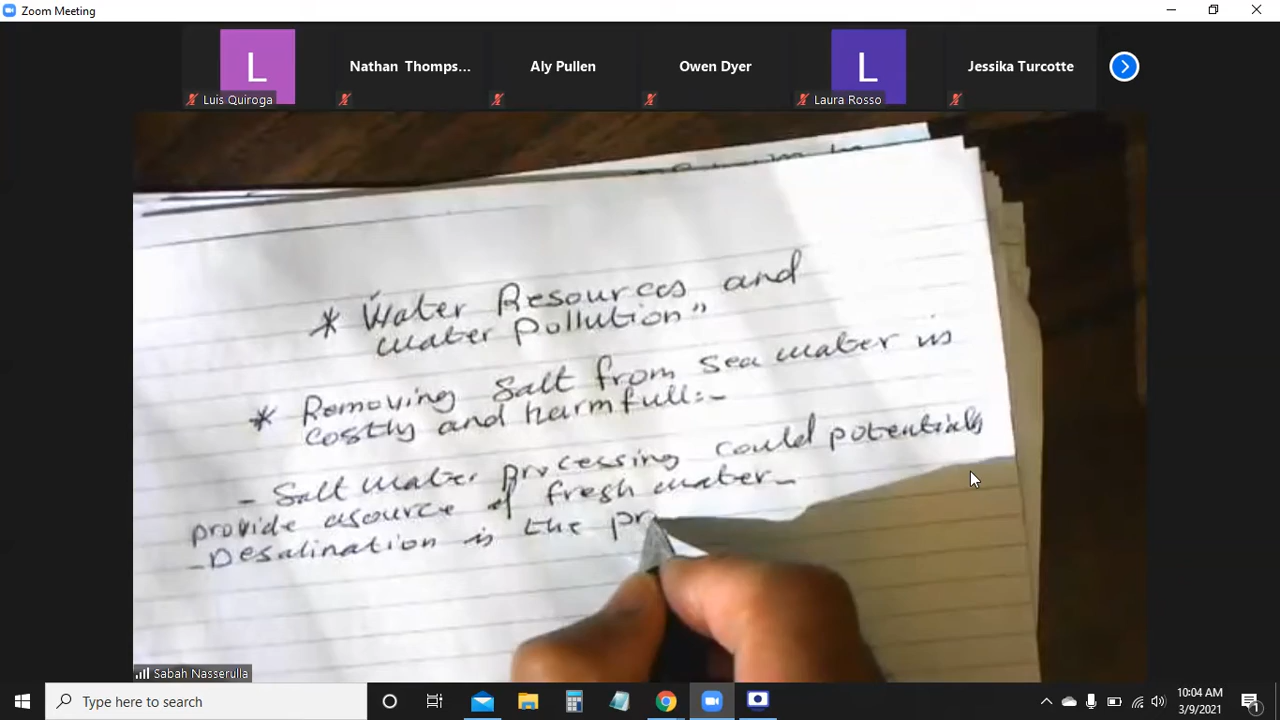 Zoom Meeting
L
Luis Quiroga
Nathan Thomps...
Aly Pullen
Owen Dyer
L
Laura Rosso
Jessika Turcotte
* "Water Resources and
water Pollution"
* Removing Salt from sea water is
costly and harmfull:-
- Salt water processing could potentially
provide a source of fresh water-
- Desalination is the pr
Sabah Nasserulla
Type here to search
10:04 AM
3/9/2021
1